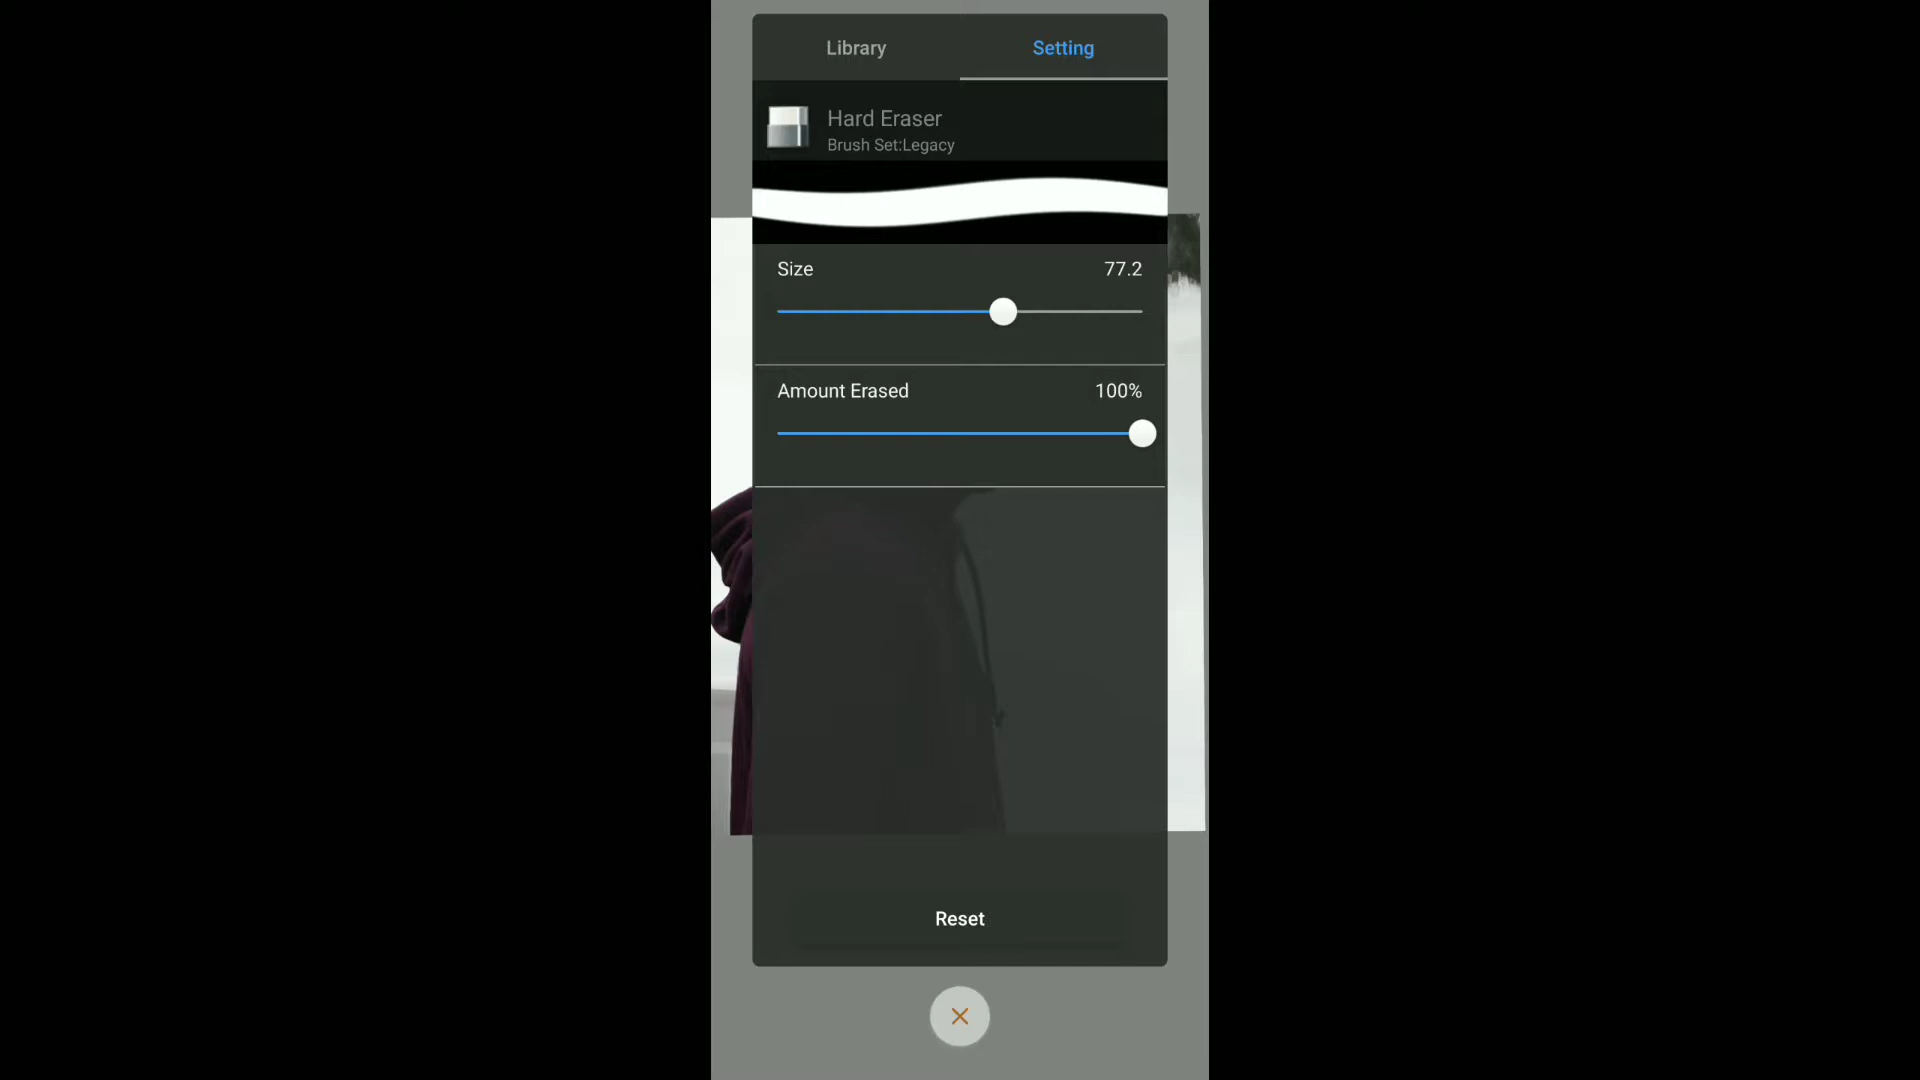 Library
Setting
Hard Eraser
Brush Set:Legacy
Size
77.2
Amount Erased
100%
Reset